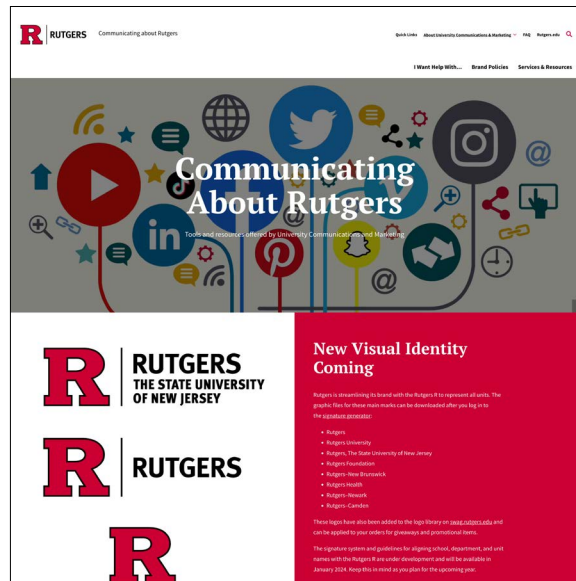 R RUTGERS
Communicating about Rutgers
Quick Links About University Communications & Marketing FAQ Rutgers.edu
I Want Help With... Brand Policies Services & Resources
Communicating
About Rutgers
Tools and resources offered by University Communications and Marketing
in
R RUTGERS
THE STATE UNIVERSITY
OF NEW JERSEY
R RUTGERS
R
New Visual Identity
Coming
Rutgers is streamlining its brand with the Rutgers R to represent all units. The
graphic files for these main marks can be downloaded after you log in to
the signature generator:
• Rutgers
• Rutgers University
• Rutgers, The State University of New Jersey
• Rutgers Foundation
• Rutgers–New Brunswick
• Rutgers Health
• Rutgers–Newark
• Rutgers–Camden
These logos have also been added to the logo library on swag.rutgers.edu and
can be applied to your orders for giveaways and promotional items.
The signature system and guidelines for aligning school, department, and unit
names with the Rutgers R are under development and will be available in
January 2024. Keep this in mind as you plan for the upcoming year.